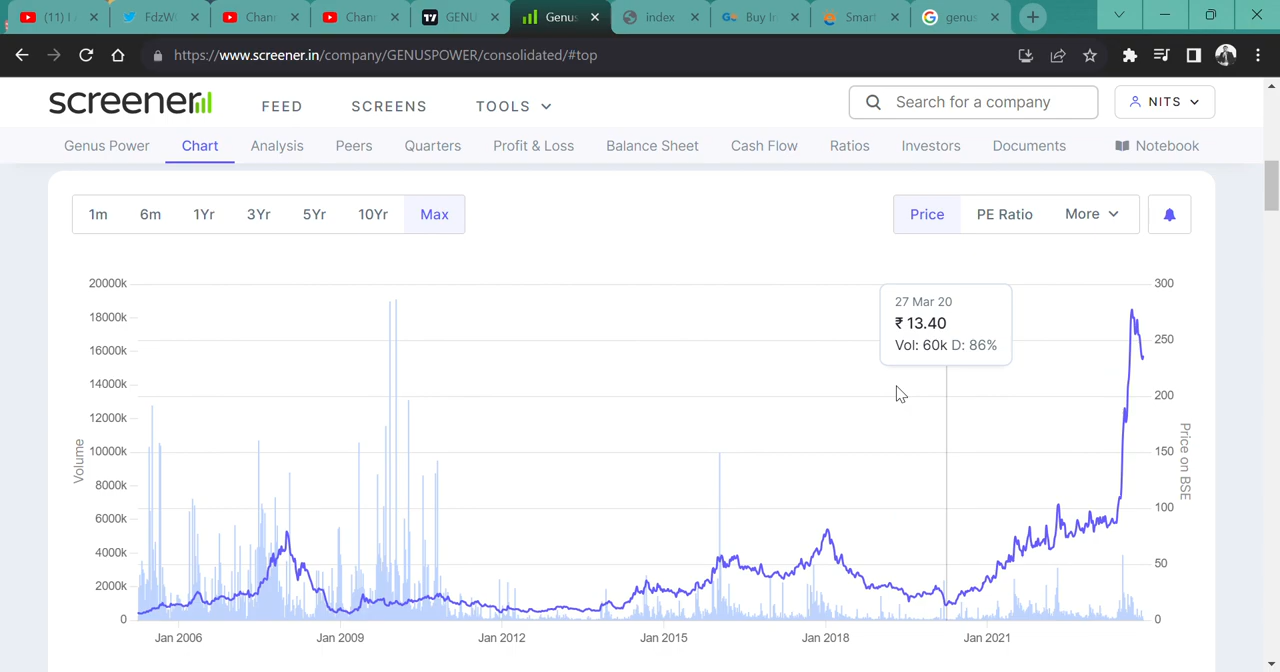 (11) I
FdzW
Chan
Chan
GENU
Genus
index
Buy In
Smart
genus
https://www.screener.in/company/GENUSPOWER/consolidated/#top
screener
FEED SCREENS TOOLS
Search for a company
NITS
Genus Power Chart Analysis Peers Quarters Profit & Loss Balance Sheet Cash Flow Ratios Investors Documents Notebook
1m 6m 1Yr 3Yr 5Yr 10Yr Max
Price PE Ratio More
20000k 300
18000k
16000k 250
14000k
12000k 200
10000k 150
8000k
6000k 100
4000k 50
2000k
0 0
Volume
Price on BSE
27 Mar 20
₹ 13.40
Vol: 60k D: 86%
Jan 2006 Jan 2009 Jan 2012 Jan 2015 Jan 2018 Jan 2021